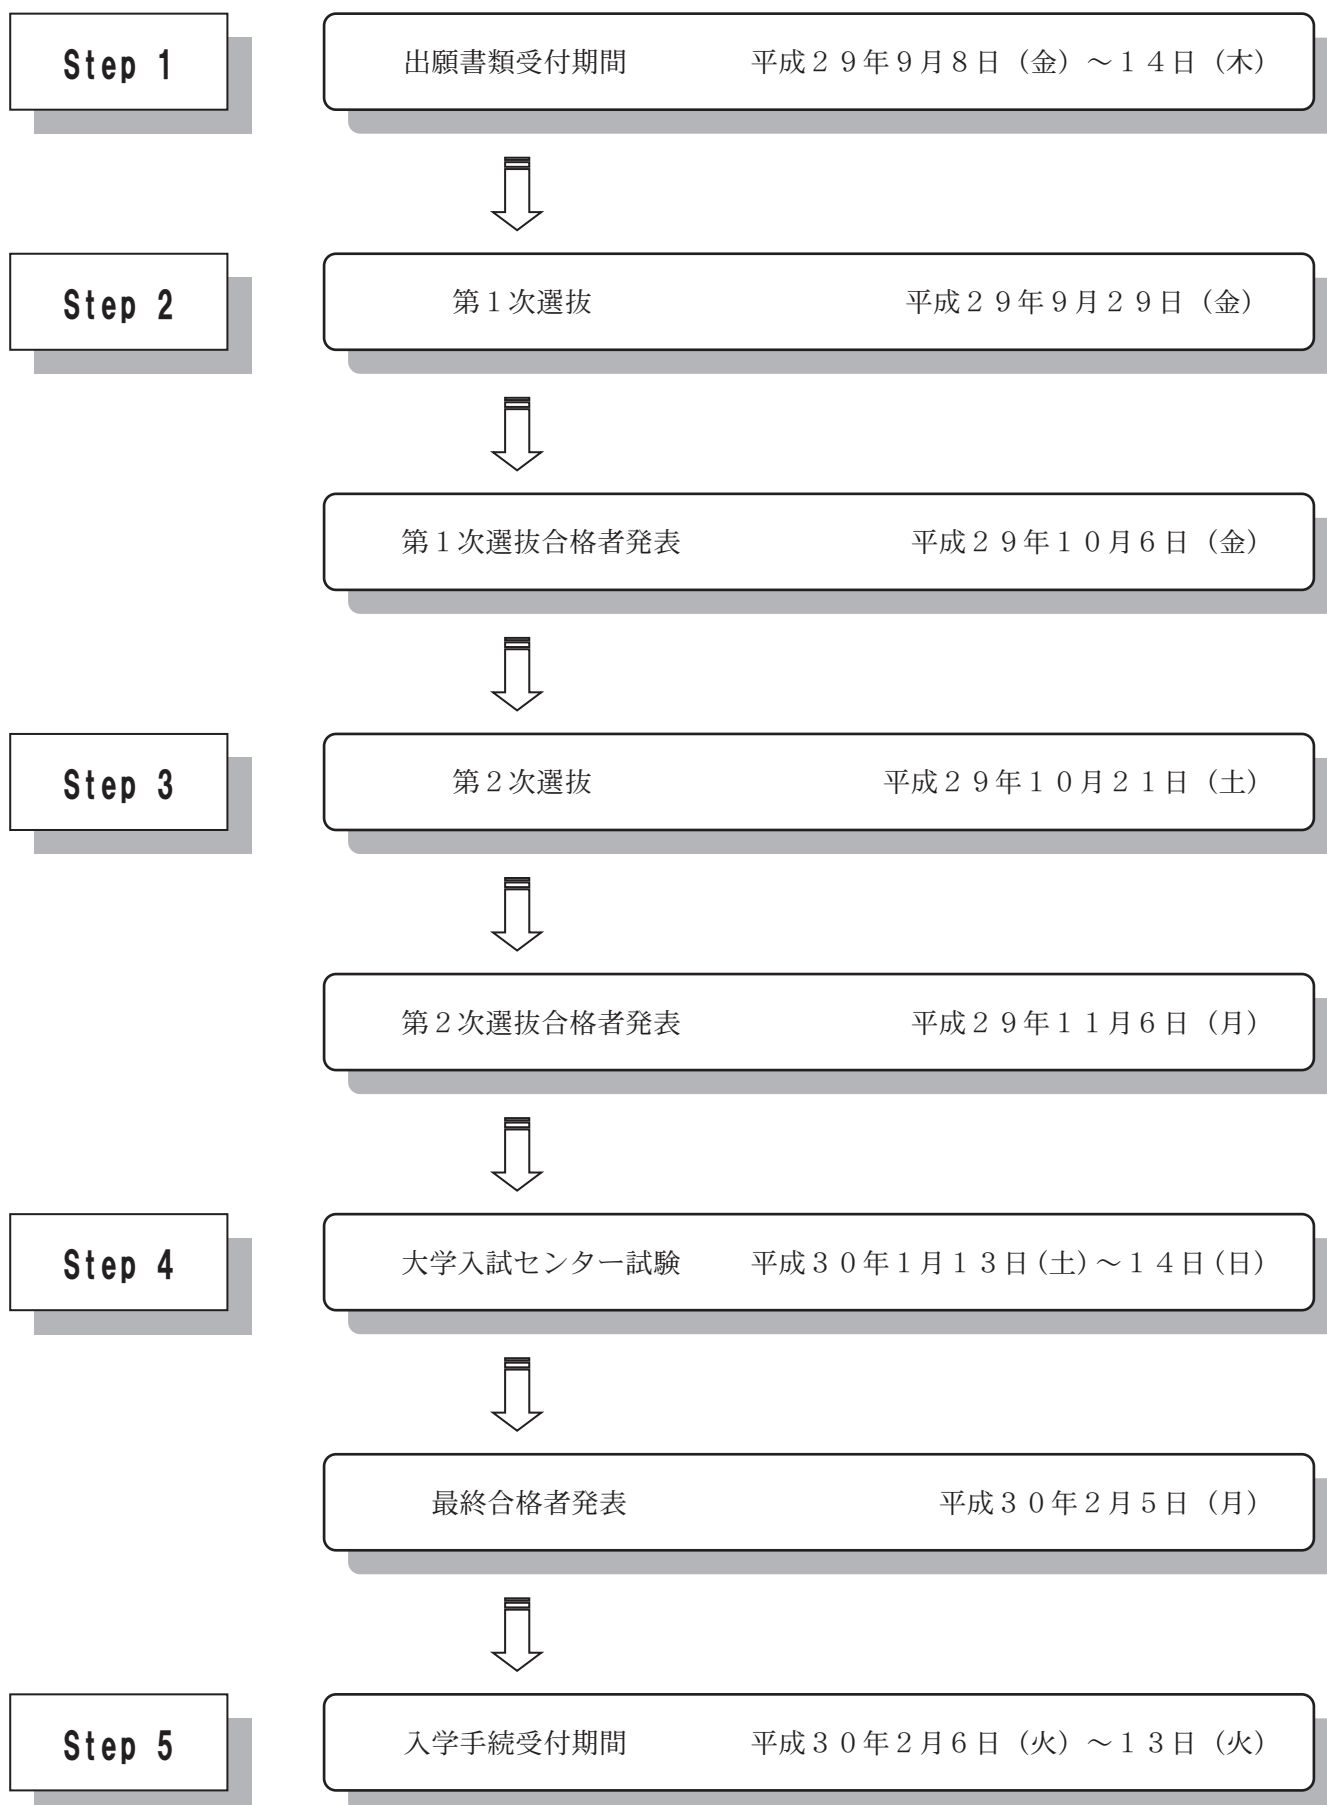 Step 1
出願書類受付期間 平成２９年９月８日（金）～１４日（木）
Step 2
第１次選抜 平成２９年９月２９日（金）
第１次選抜合格者発表 平成２９年１０月６日（金）
Step 3
第２次選抜 平成２９年１０月２１日（土）
第２次選抜合格者発表 平成２９年１１月６日（月）
Step 4
大学入試センター試験 平成３０年１月１３日(土)～１４日(日)
最終合格者発表 平成３０年２月５日（月）
Step 5
入学手続受付期間 平成３０年２月６日（火）～１３日（火）